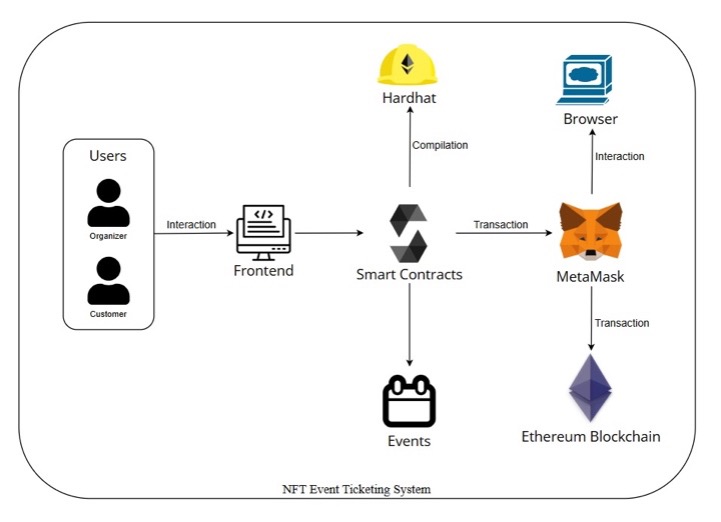 Hardhat
Browser
Compilation
Interaction
Users
Organizer
Customer
Interaction
</>
Frontend
Smart Contracts
Transaction
MetaMask
Transaction
Events
Ethereum Blockchain
NFT Event Ticketing System